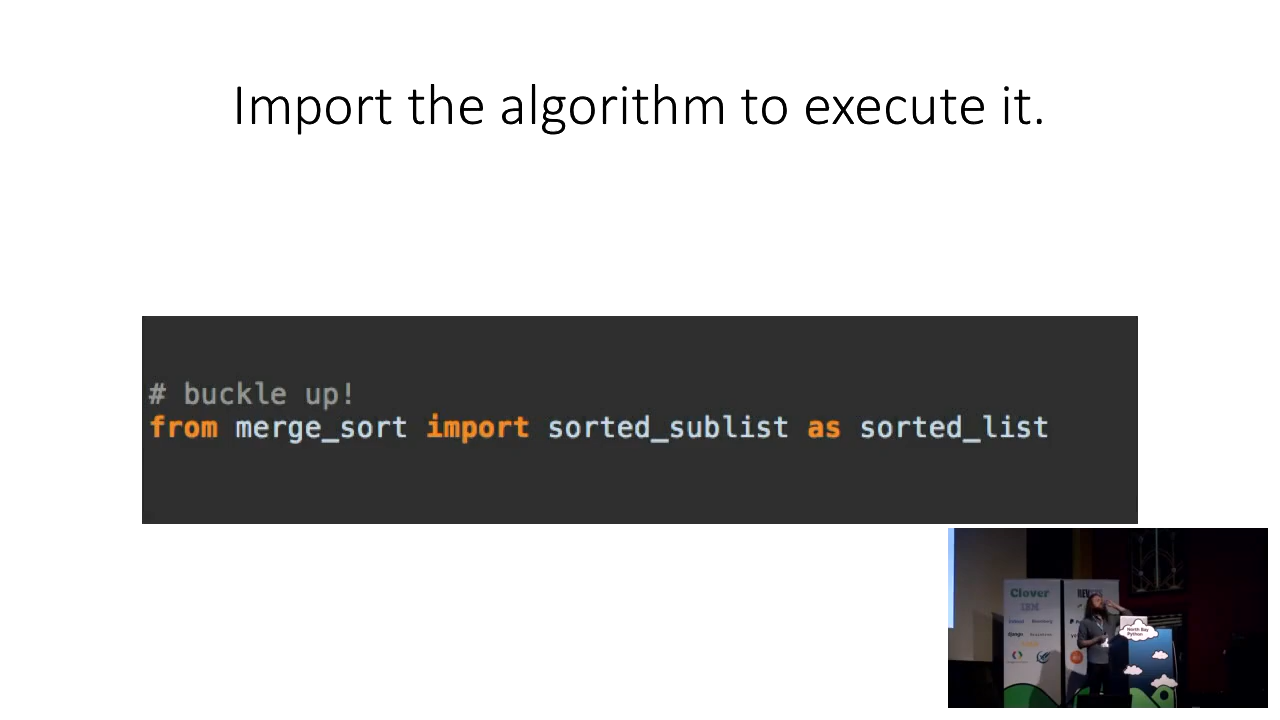 Import the algorithm to execute it.
# buckle up!
from merge_sort import sorted_sublist as sorted_list
Clover
IBM
North Bay
Python